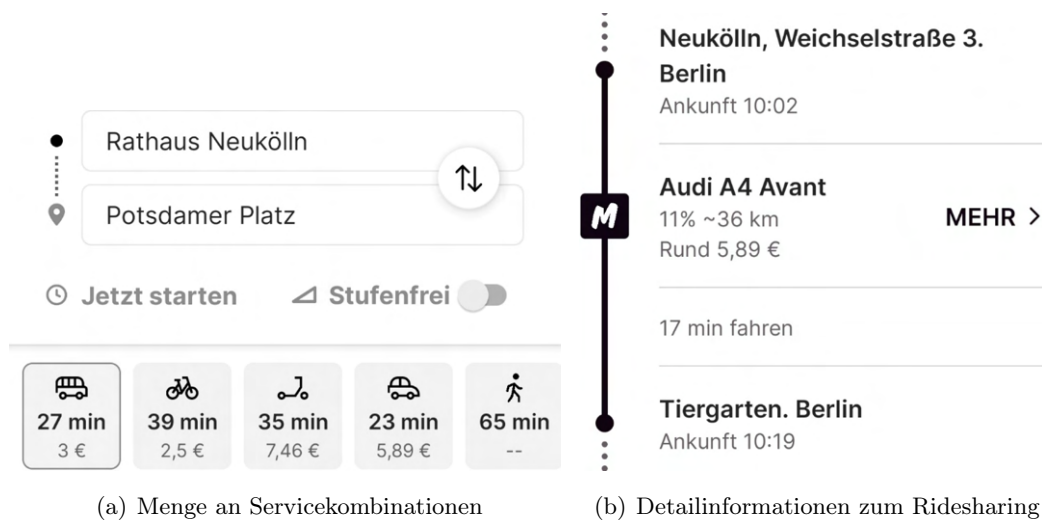 Rathaus Neukölln
Potsdamer Platz
Jetzt starten
Stufenfrei
27 min
3 €
39 min
2,5 €
35 min
7,46 €
23 min
5,89 €
65 min
--
(a) Menge an Servicekombinationen
Neukölln, Weichselstraße 3.
Berlin
Ankunft 10:02
Audi A4 Avant
11% ~36 km
Rund 5,89 €
M
MEHR >
17 min fahren
Tiergarten. Berlin
Ankunft 10:19
(b) Detailinformationen zum Ridesharing